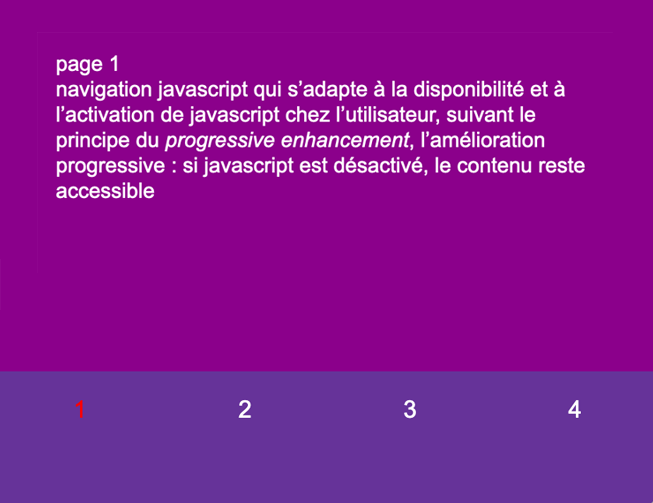 page 1
navigation javascript qui s’adapte à la disponibilité et à
l’activation de javascript chez l’utilisateur, suivant le
principe du progressive enhancement, l’amélioration
progressive : si javascript est désactivé, le contenu reste
accessible
1 2 3 4